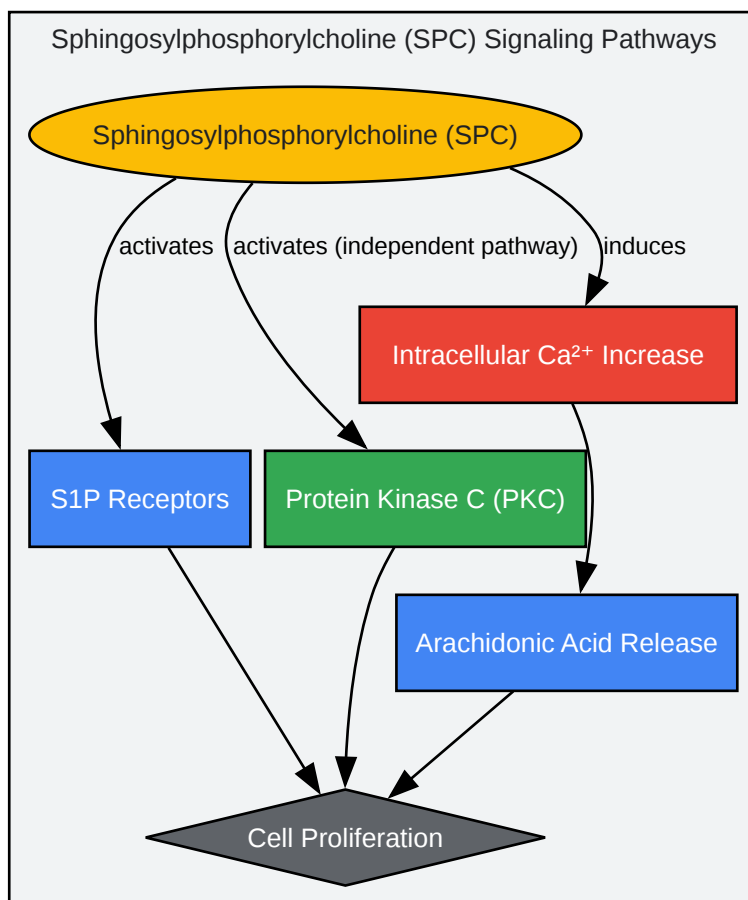 Sphingosylphosphorylcholine (SPC) Signaling Pathways
Sphingosylphosphorylcholine (SPC)
activates
activates (independent pathway)
induces
Intracellular Ca²⁺ Increase
S1P Receptors
Protein Kinase C (PKC)
Arachidonic Acid Release
Cell Proliferation